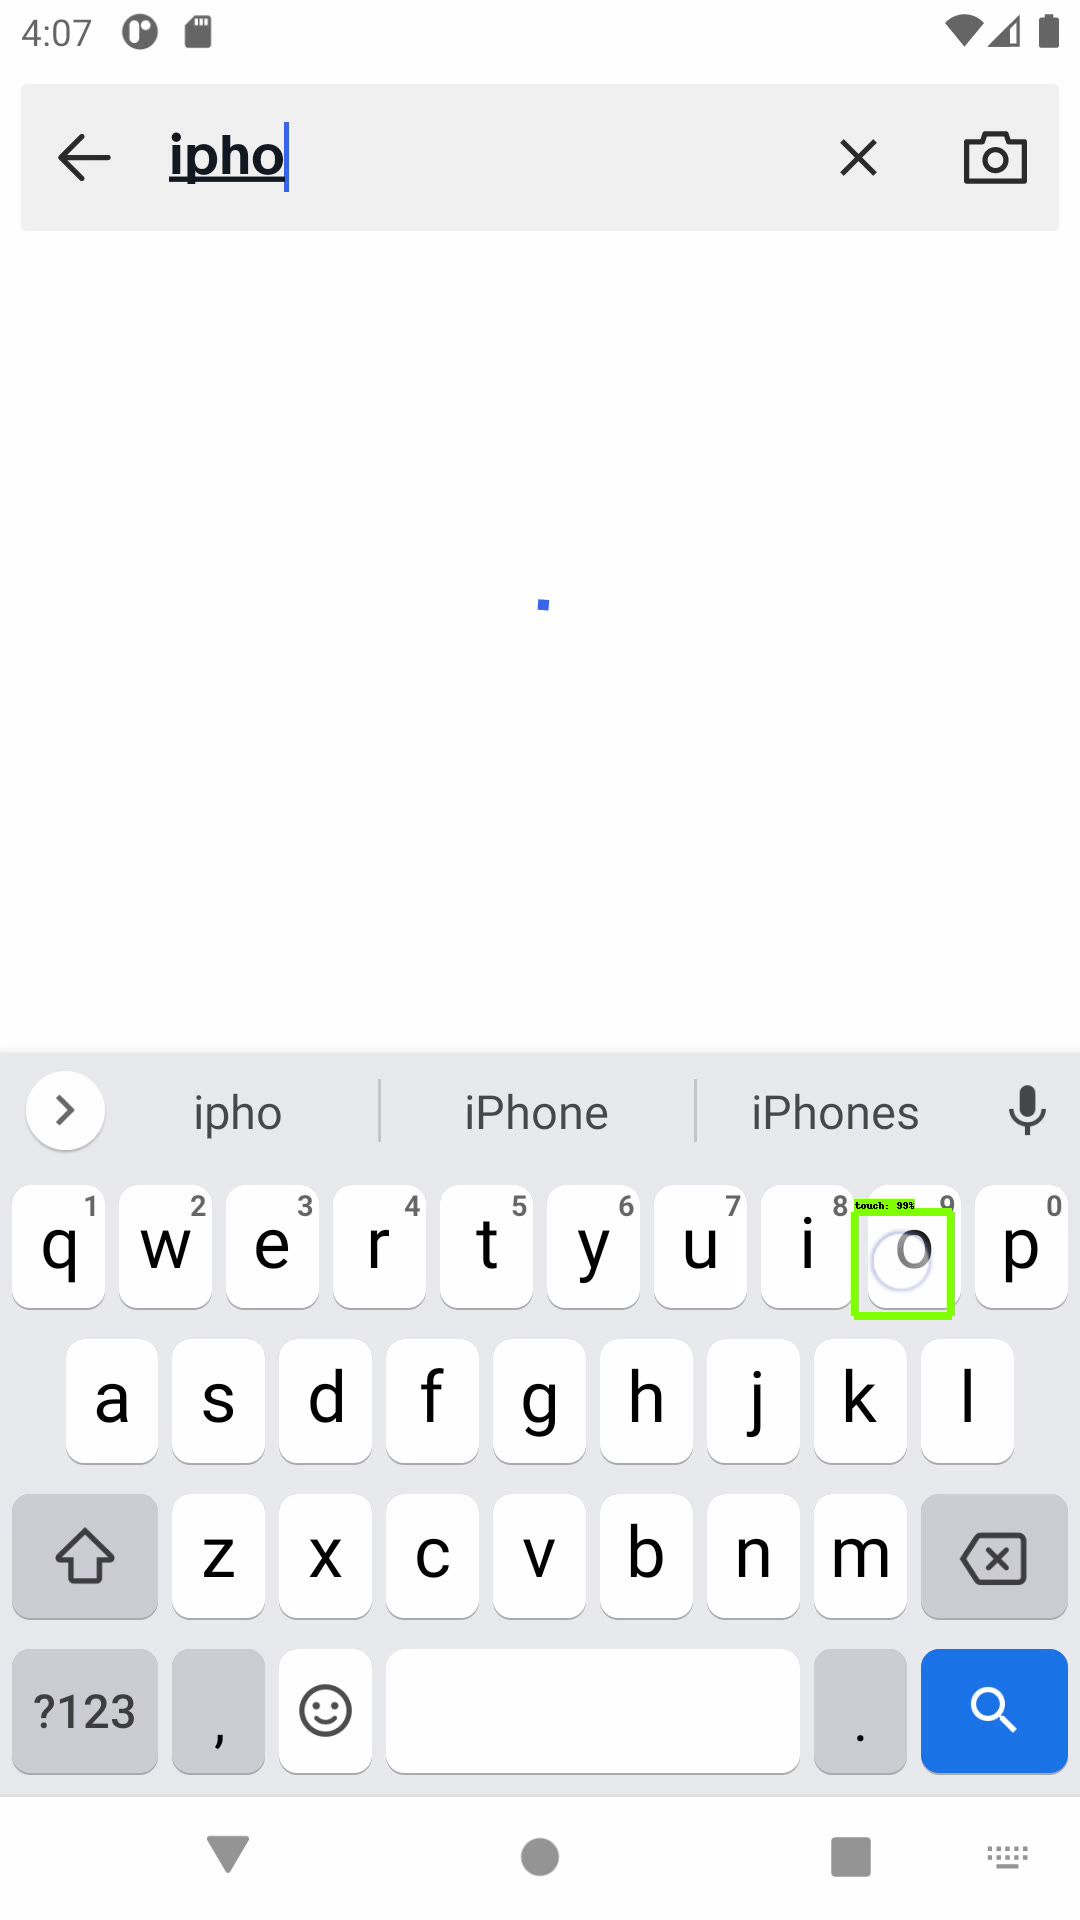 4:07
ipho
ipho iPhone iPhones
1 2 3 4 5 6 7 8 9 0
touch: 99%
q w e r t y u i o p
a s d f g h j k l
z x c v b n m
?123 , .